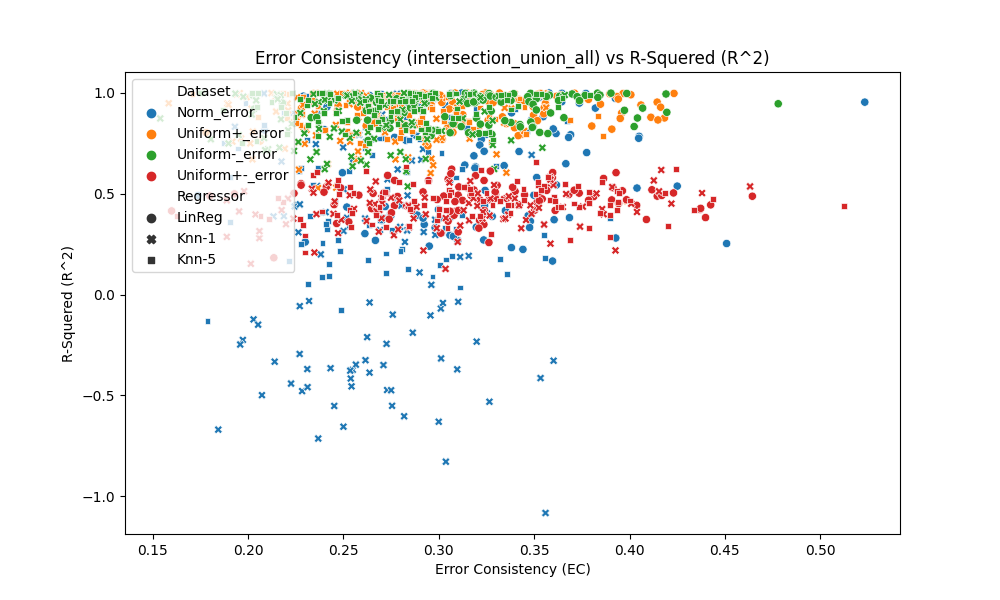 Error Consistency (intersection_union_all) vs R-Squered (R^2)
Dataset
Norm_error
Uniform+_error
Uniform-_error
Uniform+-_error
Regressor
LinReg
Knn-1
Knn-5
R-Squered (R^2)
1.0
0.5
0.0
−0.5
−1.0
0.15 0.20 0.25 0.30 0.35 0.40 0.45 0.50
Error Consistency (EC)